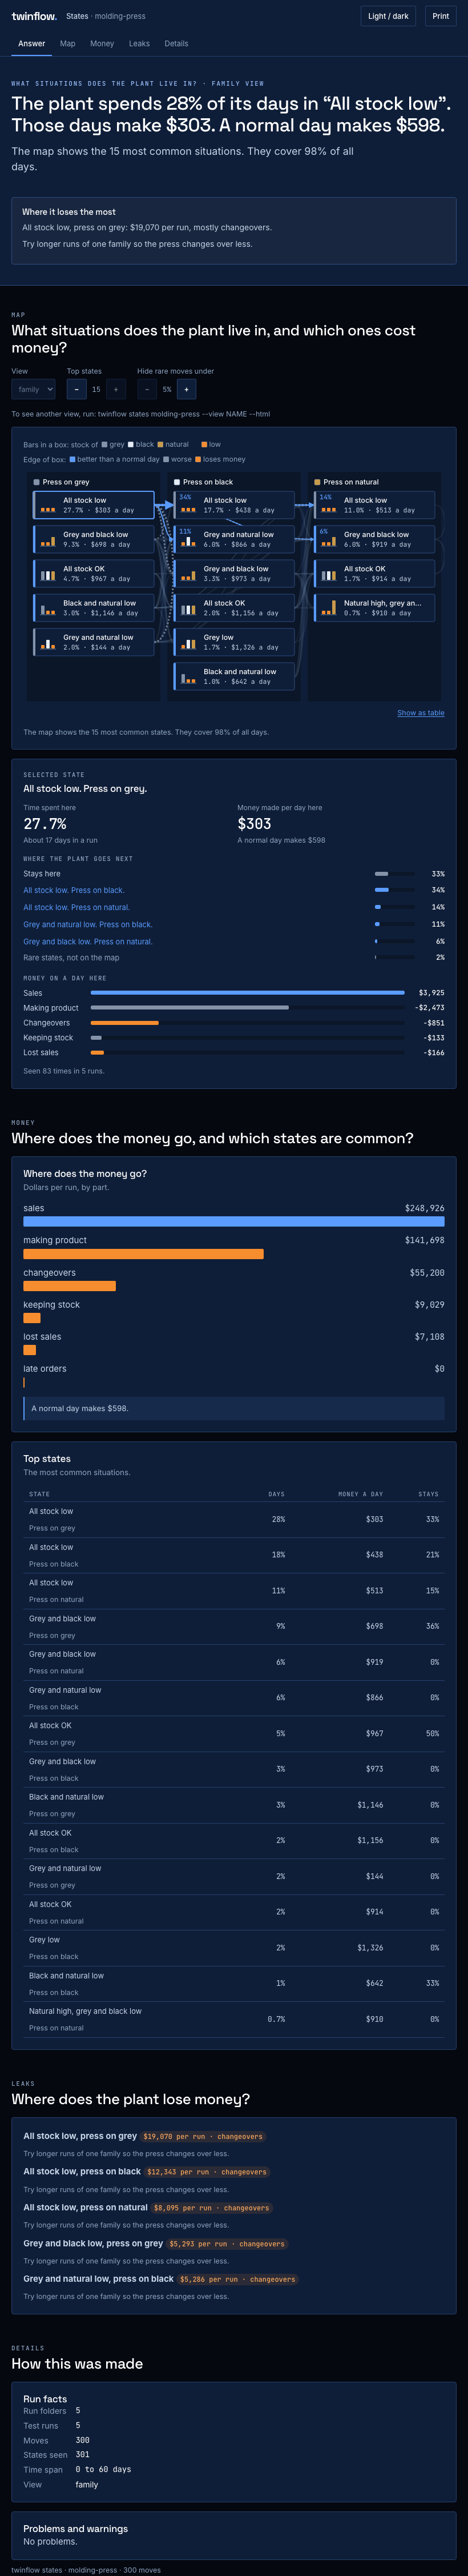 twinflow. States · molding-press Light / dark Print
Answer Map Money Leaks Details
WHAT SITUATIONS DOES THE PLANT LIVE IN? · FAMILY VIEW
The plant spends 28% of its days in “All stock low”.
Those days make $303. A normal day makes $598.
The map shows the 15 most common situations. They cover 98% of all
days.
Where it loses the most
All stock low, press on grey: $19,070 per run, mostly changeovers.
Try longer runs of one family so the press changes over less.
MAP
What situations does the plant live in, and which ones cost
money?
View Top states Hide rare moves under
family − 15 + − 5% +
To see another view, run: twinflow states molding-press --view NAME --html
Bars in a box: stock of grey black natural low
Edge of box: better than a normal day worse loses money
Press on grey
All stock low
27.7% · $303 a day
Grey and black low
9.3% · $698 a day
All stock OK
4.7% · $967 a day
Black and natural low
3.0% · $1,146 a day
Grey and natural low
2.0% · $144 a day
Press on black
34%
All stock low
17.7% · $438 a day
11%
Grey and natural low
6.0% · $866 a day
Grey and black low
3.3% · $973 a day
All stock OK
2.0% · $1,156 a day
Grey low
1.7% · $1,326 a day
Black and natural low
1.0% · $642 a day
Press on natural
14%
All stock low
11.0% · $513 a day
6%
Grey and black low
6.0% · $919 a day
All stock OK
1.7% · $914 a day
Natural high, grey an...
0.7% · $910 a day
Show as table
The map shows the 15 most common states. They cover 98% of all days.
SELECTED STATE
All stock low. Press on grey.
Time spent here Money made per day here
27.7% $303
About 17 days in a run A normal day makes $598
WHERE THE PLANT GOES NEXT
Stays here 33%
All stock low. Press on black. 34%
All stock low. Press on natural. 14%
Grey and natural low. Press on black. 11%
Grey and black low. Press on natural. 6%
Rare states, not on the map 2%
MONEY ON A DAY HERE
Sales $3,925
Making product -$2,473
Changeovers -$851
Keeping stock -$133
Lost sales -$166
Seen 83 times in 5 runs.
MONEY
Where does the money go, and which states are common?
Where does the money go?
Dollars per run, by part.
sales $248,926
making product $141,698
changeovers $55,200
keeping stock $9,029
lost sales $7,108
late orders $0
A normal day makes $598.
Top states
The most common situations.
STATE DAYS MONEY A DAY STAYS
All stock low
Press on grey 28% $303 33%
All stock low
Press on black 18% $438 21%
All stock low
Press on natural 11% $513 15%
Grey and black low
Press on grey 9% $698 36%
Grey and black low
Press on natural 6% $919 0%
Grey and natural low
Press on black 6% $866 0%
All stock OK
Press on grey 5% $967 50%
Grey and black low
Press on black 3% $973 0%
Black and natural low
Press on grey 3% $1,146 0%
All stock OK
Press on black 2% $1,156 0%
Grey and natural low
Press on grey 2% $144 0%
All stock OK
Press on natural 2% $914 0%
Grey low
Press on black 2% $1,326 0%
Black and natural low
Press on black 1% $642 33%
Natural high, grey and black low
Press on natural 0.7% $910 0%
LEAKS
Where does the plant lose money?
All stock low, press on grey $19,070 per run · changeovers
Try longer runs of one family so the press changes over less.
All stock low, press on black $12,343 per run · changeovers
Try longer runs of one family so the press changes over less.
All stock low, press on natural $8,095 per run · changeovers
Try longer runs of one family so the press changes over less.
Grey and black low, press on grey $5,293 per run · changeovers
Try longer runs of one family so the press changes over less.
Grey and natural low, press on black $5,286 per run · changeovers
Try longer runs of one family so the press changes over less.
DETAILS
How this was made
Run facts
Run folders 5
Test runs 5
Moves 300
States seen 301
Time span 0 to 60 days
View family
Problems and warnings
No problems.
twinflow states · molding-press · 300 moves